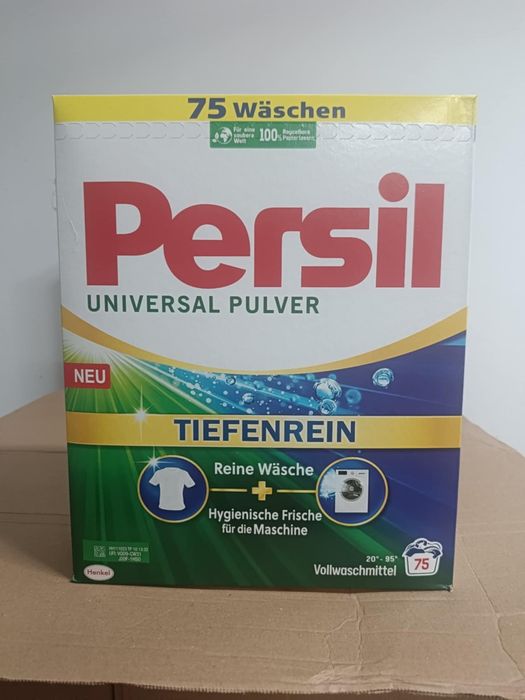 75 Wäschen
Für eine
saubere
Welt
100%
Recycelbare
Papierfasern
Persil
UNIVERSAL PULVER
NEU
TIEFENREIN
Reine Wäsche
+
Hygienische Frische
für die Maschine
20°- 95°
Vollwaschmittel
75
Henkel